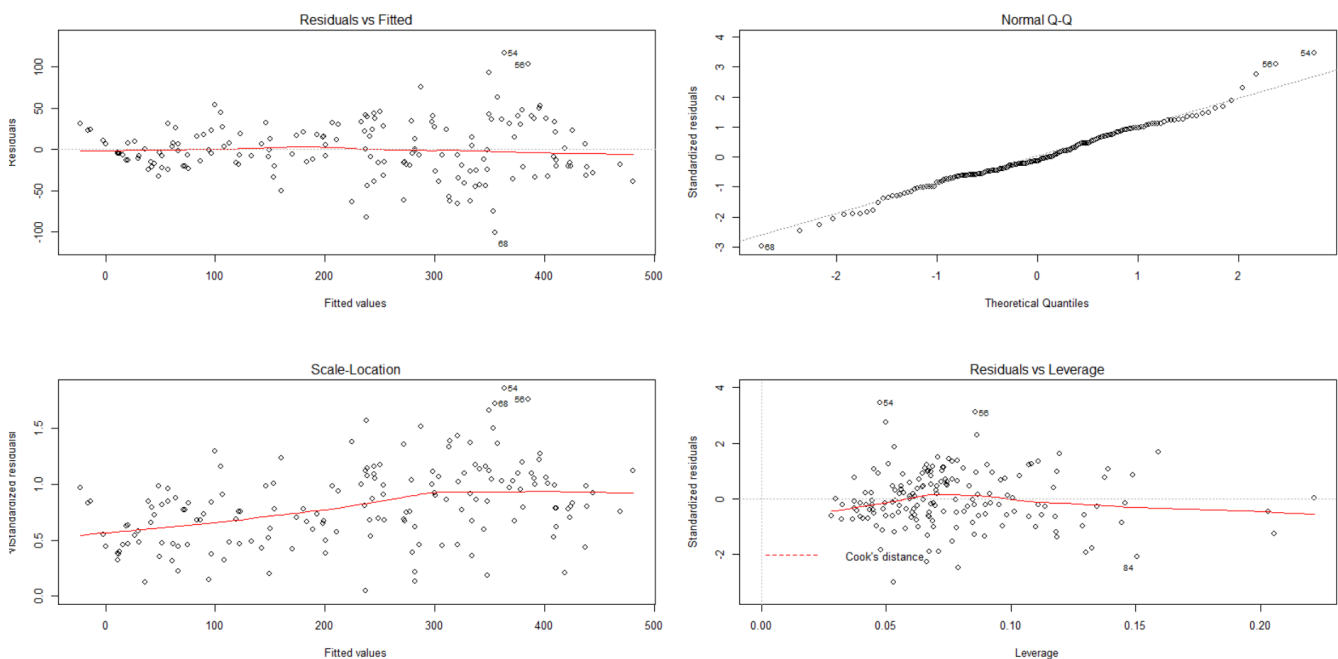 Residuals vs Fitted
Residuals
100
50
0
-50
-100
54
56
68
0 100 200 300 400 500
Fitted values
Normal Q-Q
Standardized residuals
4
3
2
1
0
-1
-2
-3
54
56
68
-2 -1 0 1 2
Theoretical Quantiles
Scale-Location
√|Standardized residuals|
1.5
1.0
0.5
0.0
54
68
56
0 100 200 300 400 500
Fitted values
Residuals vs Leverage
Standardized residuals
4
2
0
-2
54
56
84
Cook's distance
0.00 0.05 0.10 0.15 0.20
Leverage